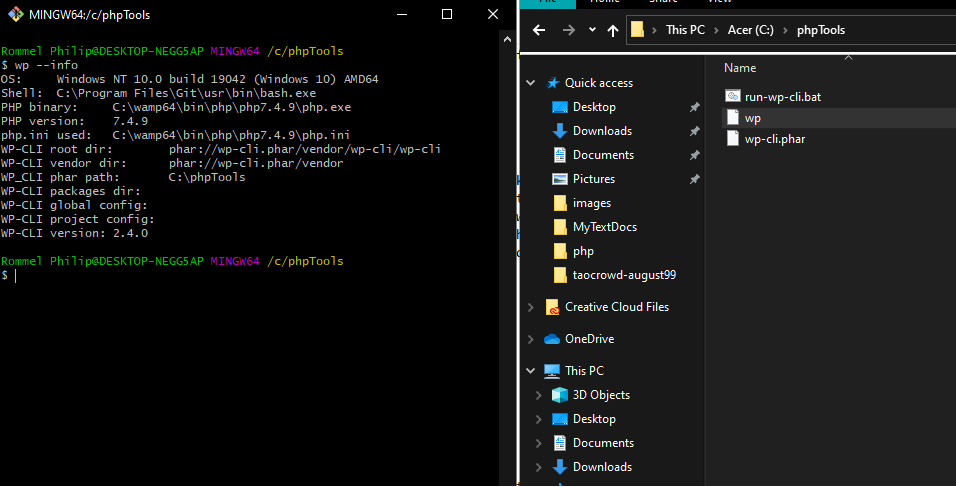 MINGW64:/c/phpTools
Rommel Philip@DESKTOP-NEGG5AP MINGW64 /c/phpTools
$ wp --info
OS:     Windows NT 10.0 build 19042 (Windows 10) AMD64
Shell:  C:\Program Files\Git\usr\bin\bash.exe
PHP binary:     C:\wamp64\bin\php\php7.4.9\php.exe
PHP version:    7.4.9
php.ini used:   C:\wamp64\bin\php\php7.4.9\php.ini
WP-CLI root dir:        phar://wp-cli.phar/vendor/wp-cli/wp-cli
WP-CLI vendor dir:      phar://wp-cli.phar/vendor
WP_CLI phar path:       C:\phpTools
WP-CLI packages dir:
WP-CLI global config:
WP-CLI project config:
WP-CLI version: 2.4.0
Rommel Philip@DESKTOP-NEGG5AP MINGW64 /c/phpTools
$
This PC > Acer (C:) > phpTools
Quick access
Desktop
Downloads
Documents
Pictures
images
MyTextDocs
php
taocrowd-august99
Creative Cloud Files
OneDrive
This PC
3D Objects
Desktop
Documents
Downloads
Name
run-wp-cli.bat
wp
wp-cli.phar